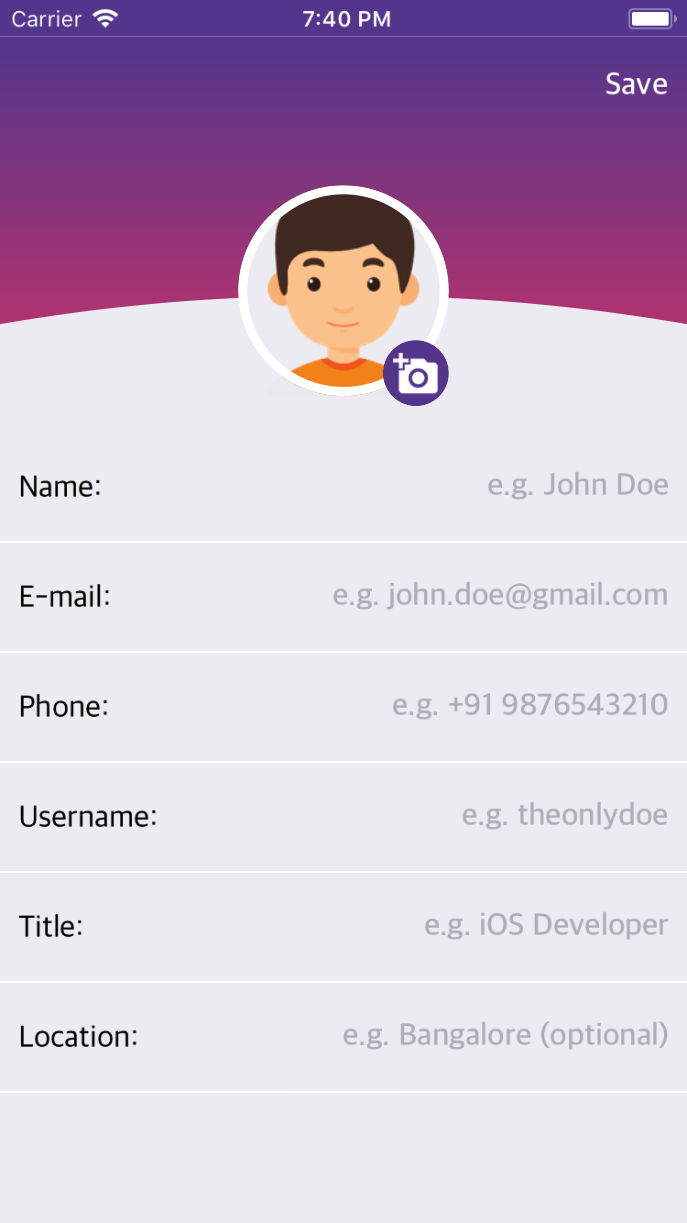 Carrier 7:40 PM
Save
Name: e.g. John Doe
E-mail: e.g. john.doe@gmail.com
Phone: e.g. +91 9876543210
Username: e.g. theonlydoe
Title: e.g. iOS Developer
Location: e.g. Bangalore (optional)